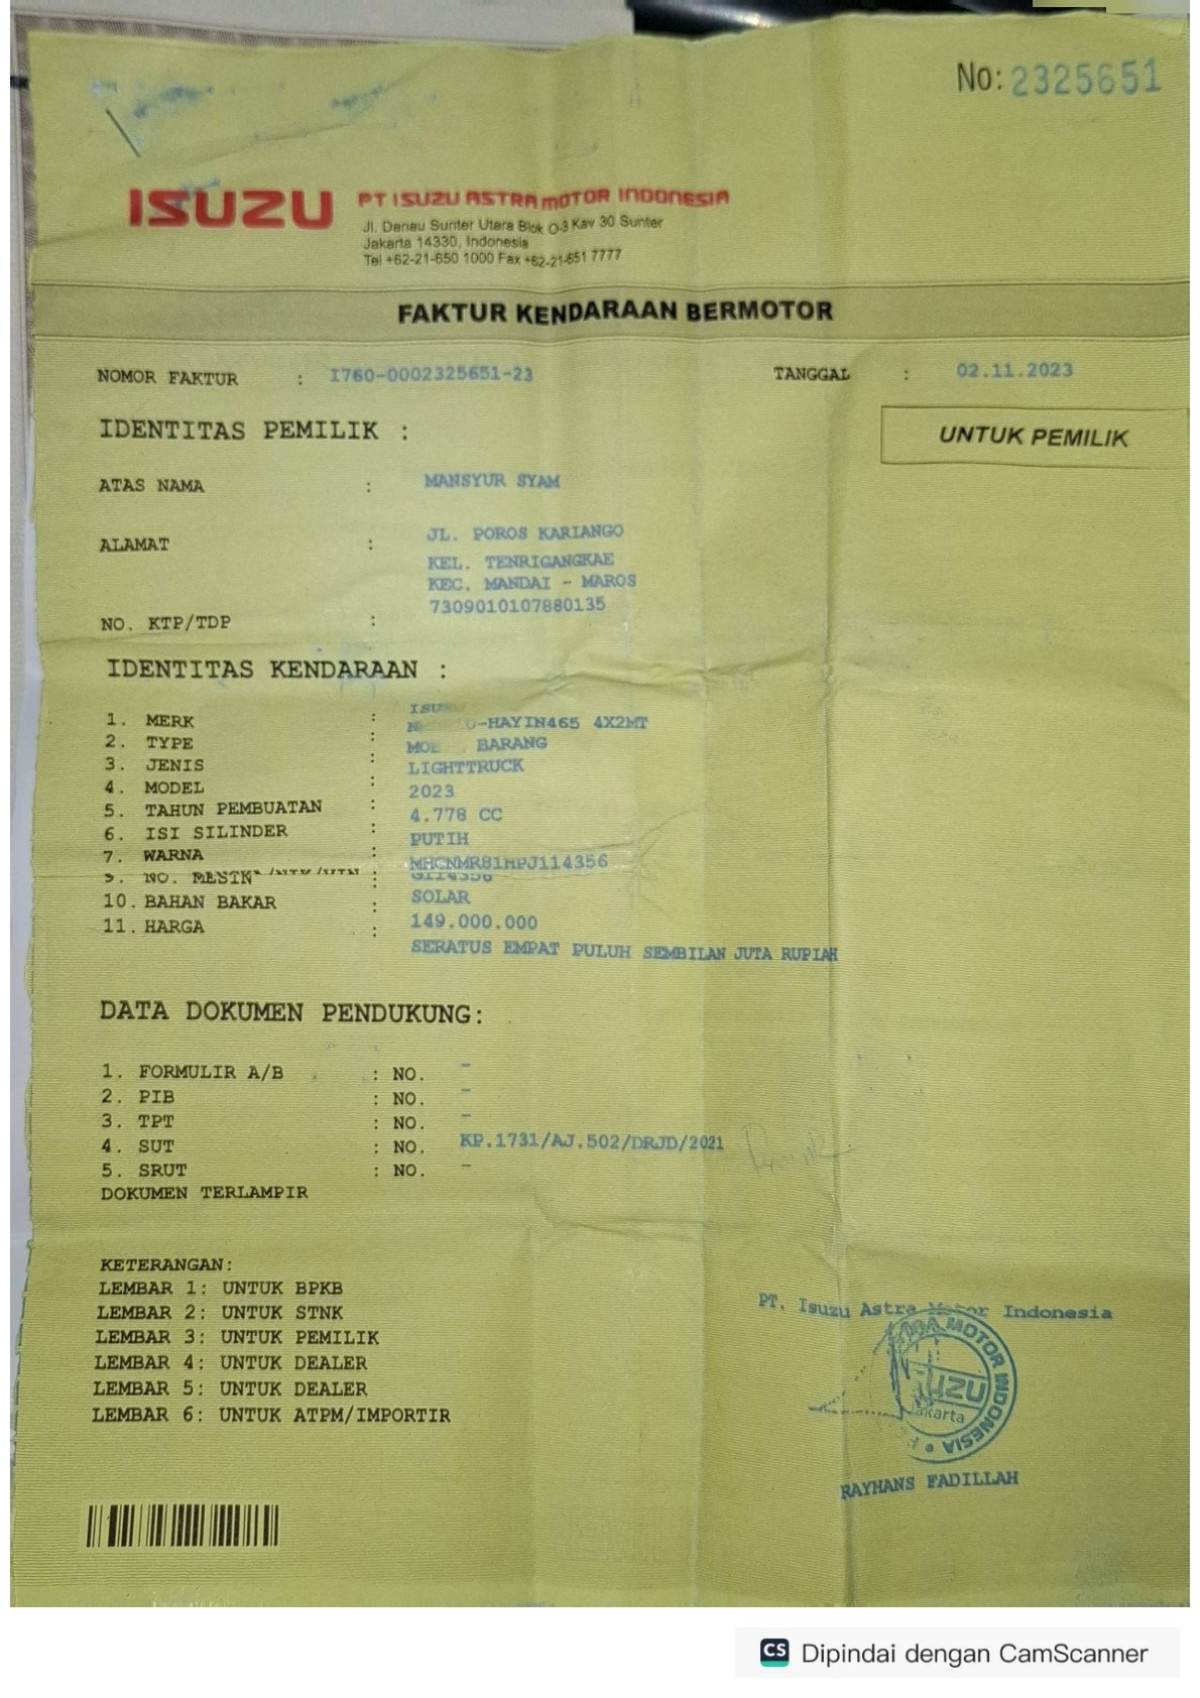 No: 2325651
ISUZU
PT ISUZU ASTRA MOTOR INDONESIA
Jl. Danau Sunter Utara Blok O-3 Kav 30 Sunter
Jakarta 14330, Indonesia
Tel +62-21-650 1000 Fax +62-21-651 7777
FAKTUR KENDARAAN BERMOTOR
NOMOR FAKTUR : I760-0002325651-23 TANGGAL : 02.11.2023
IDENTITAS PEMILIK :
UNTUK PEMILIK
ATAS NAMA : MANSYUR SYAM
ALAMAT : JL. POROS KARIANGO
KEL. TENRIGANGKAE
KEC. MANDAI - MAROS
7309010107880135
NO. KTP/TDP :
IDENTITAS KENDARAAN :
1. MERK :
-HAYIN465 4X2MT
2. TYPE :
BARANG
3. JENIS :
LIGHTTRUCK
4. MODEL :
2023
5. TAHUN PEMBUATAN :
4.778 CC
6. ISI SILINDER :
PUTIH
7. WARNA :
MHCNMR81HPJ114356
9. NO. :
G114356
10. BAHAN BAKAR : SOLAR
11. HARGA : 149.000.000
SERATUS EMPAT PULUH SEMBILAN JUTA RUPIAH
DATA DOKUMEN PENDUKUNG:
1. FORMULIR A/B : NO. -
2. PIB : NO. -
3. TPT : NO. -
4. SUT : NO. KP.1731/AJ.502/DRJD/2021
5. SRUT : NO. -
DOKUMEN TERLAMPIR
KETERANGAN:
LEMBAR 1: UNTUK BPKB
LEMBAR 2: UNTUK STNK
LEMBAR 3: UNTUK PEMILIK
LEMBAR 4: UNTUK DEALER
LEMBAR 5: UNTUK DEALER
LEMBAR 6: UNTUK ATPM/IMPORTIR
PT. Isuzu Astra Motor Indonesia
MOTOR INDONESIA
Jakarta
RAYHANS FADILLAH
CS Dipindai dengan CamScanner